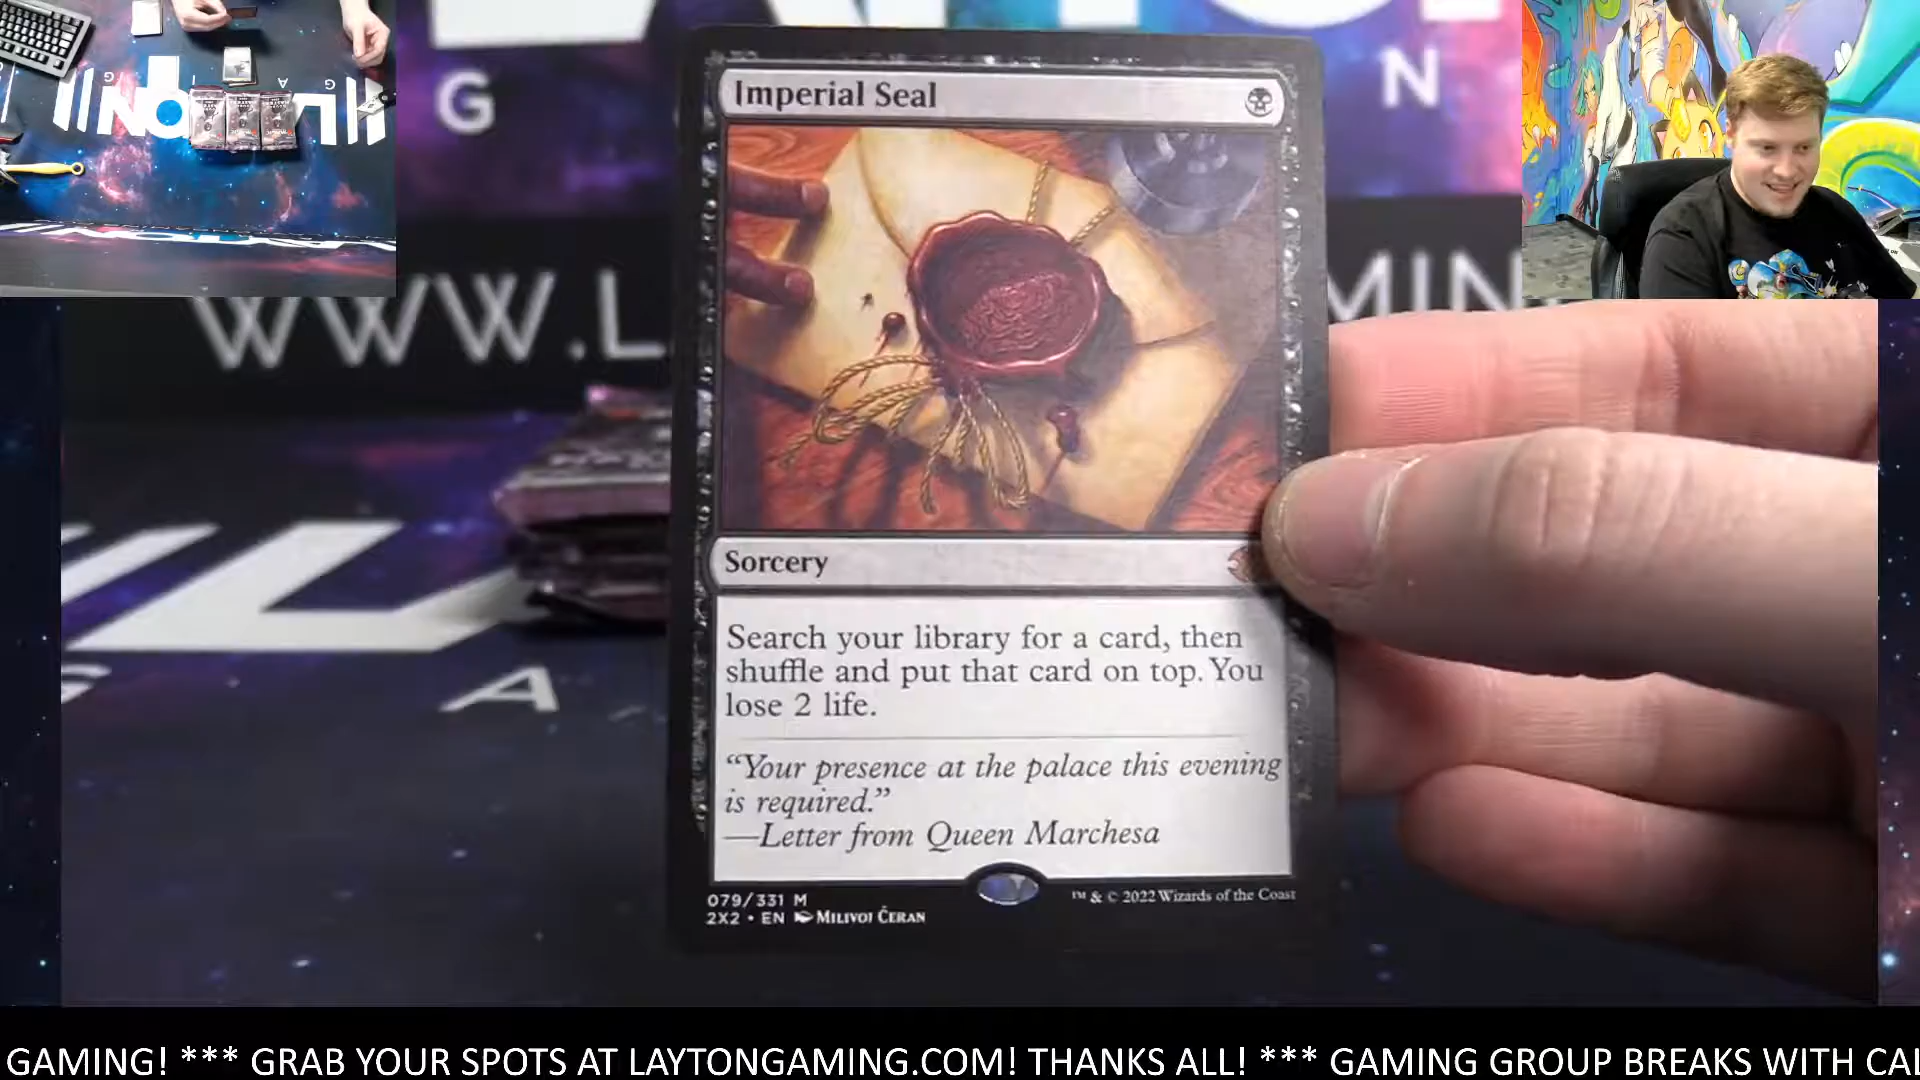 G
N
WWW.L
MIN
Imperial Seal
Sorcery
Search your library for a card, then
shuffle and put that card on top. You
lose 2 life.
“Your presence at the palace this evening
is required.”
—Letter from Queen Marchesa
079/331 M
2X2 • EN MILIVOJ ČERAN
™ & © 2022 Wizards of the Coast
L
A
GAMING! *** GRAB YOUR SPOTS AT LAYTONGAMING.COM! THANKS ALL! *** GAMING GROUP BREAKS WITH CAL